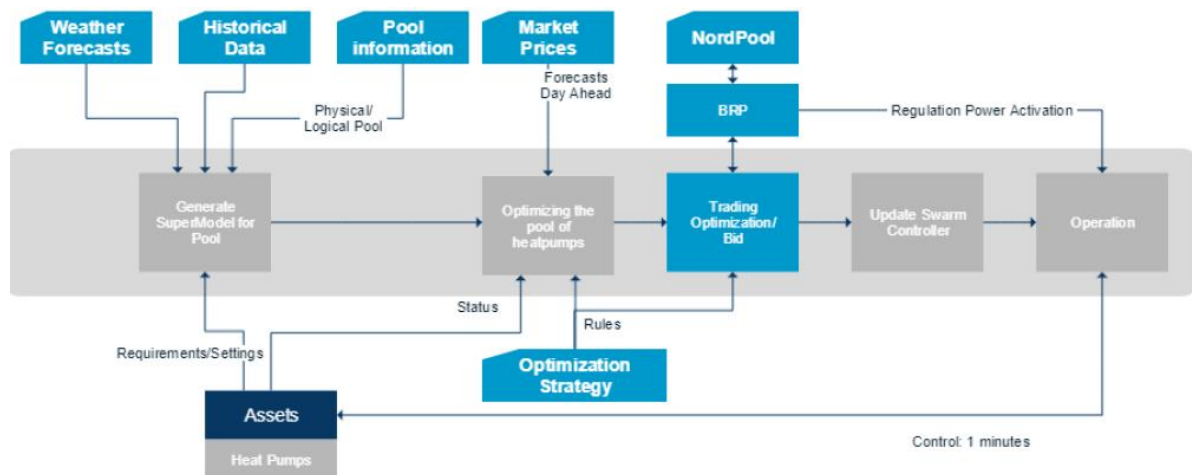 Weather
Forecasts
Historical
Data
Pool
information
Market
Prices
NordPool
Forecasts
Day Ahead
Physical/
Logical Pool
BRP
Regulation Power Activation
Generate
SuperModel for
Pool
Optimizing the
pool of
heatpumps
Trading
Optimization/
Bid
Update Swarm
Controller
Operation
Status
Rules
Requirements/Settings
Optimization
Strategy
Assets
Heat Pumps
Control: 1 minutes